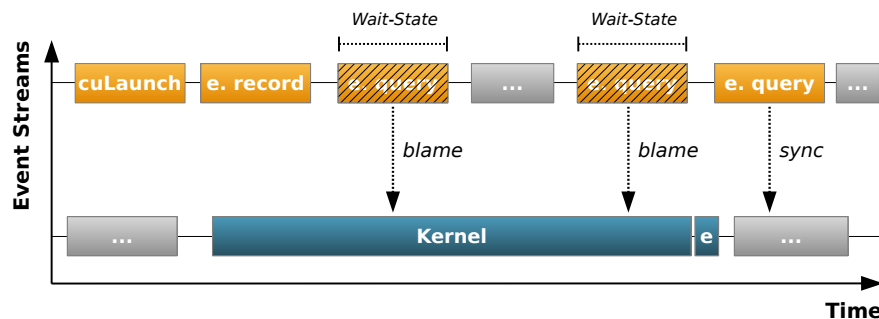 Wait-State
Wait-State
cuLaunch
e. record
e. query
...
e. query
e. query
...
blame
blame
sync
...
Kernel
e
...
Event Streams
Time